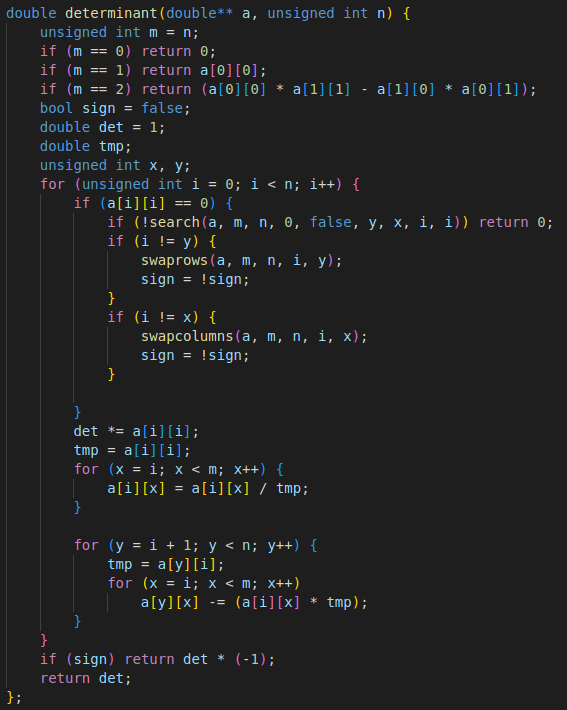 double determinant(double** a, unsigned int n) {
    unsigned int m = n;
    if (m == 0) return 0;
    if (m == 1) return a[0][0];
    if (m == 2) return (a[0][0] * a[1][1] - a[1][0] * a[0][1]);
    bool sign = false;
    double det = 1;
    double tmp;
    unsigned int x, y;
    for (unsigned int i = 0; i < n; i++) {
        if (a[i][i] == 0) {
            if (!search(a, m, n, 0, false, y, x, i, i)) return 0;
            if (i != y) {
                swaprows(a, m, n, i, y);
                sign = !sign;
            }
            if (i != x) {
                swapcolumns(a, m, n, i, x);
                sign = !sign;
            }

        }
        det *= a[i][i];
        tmp = a[i][i];
        for (x = i; x < m; x++) {
            a[i][x] = a[i][x] / tmp;
        }

        for (y = i + 1; y < n; y++) {
            tmp = a[y][i];
            for (x = i; x < m; x++)
                a[y][x] -= (a[i][x] * tmp);
        }
    }
    if (sign) return det * (-1);
    return det;
};